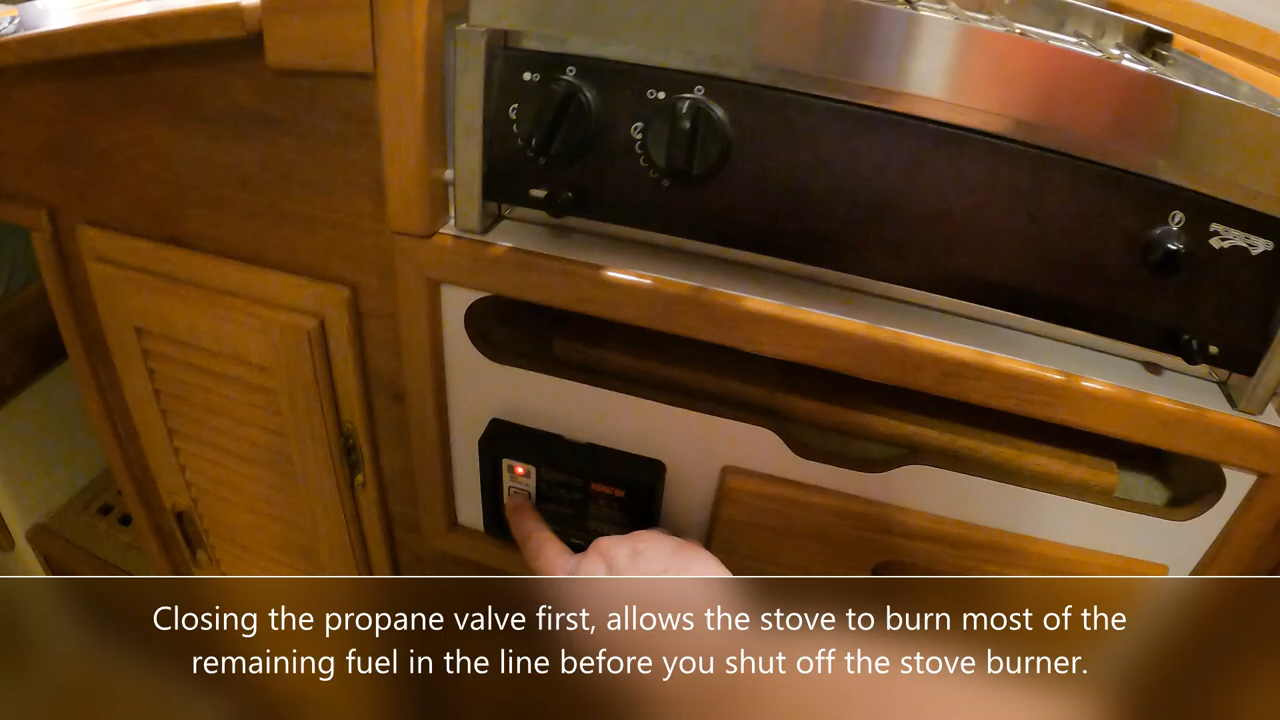 Closing the propane valve first, allows the stove to burn most of the
remaining fuel in the line before you shut off the stove burner.